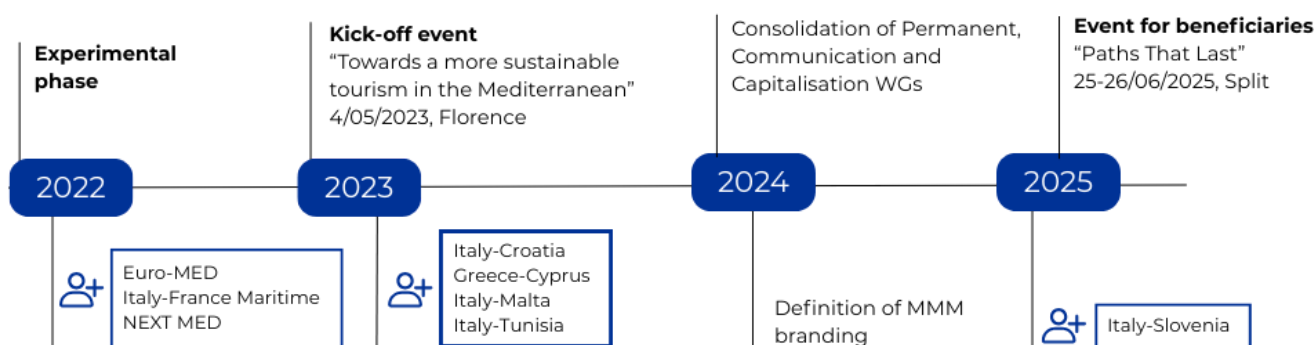 Experimental
phase
Kick-off event
“Towards a more sustainable
tourism in the Mediterranean”
4/05/2023, Florence
Consolidation of Permanent,
Communication and
Capitalisation WGs
Event for beneficiaries
“Paths That Last”
25-26/06/2025, Split
2022
2023
2024
2025
Euro-MED
Italy-France Maritime
NEXT MED
Italy-Croatia
Greece-Cyprus
Italy-Malta
Italy-Tunisia
Definition of MMM
branding
Italy-Slovenia